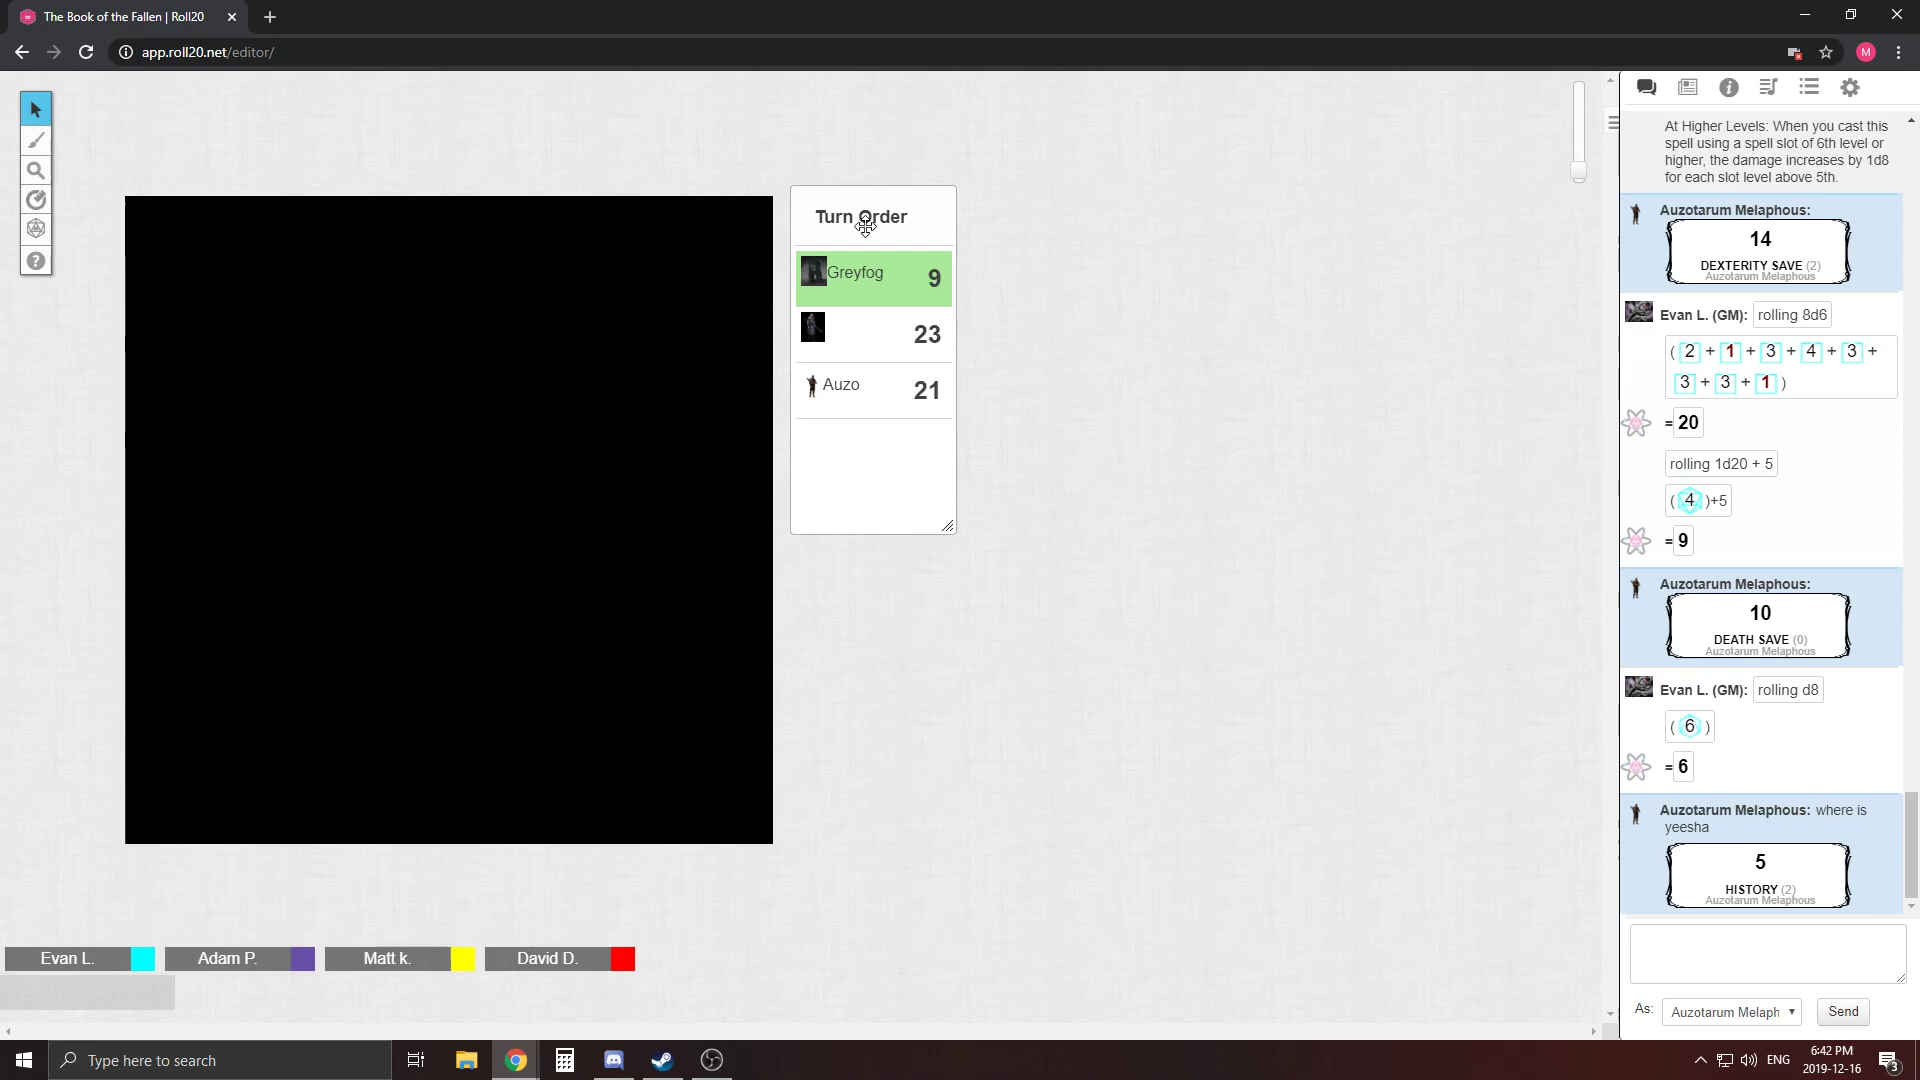 The Book of the Fallen | Roll20
app.roll20.net/editor/
M
Turn Order
Greyfog 9
23
Auzo 21
At Higher Levels: When you cast this
spell using a spell slot of 6th level or
higher, the damage increases by 1d8
for each slot level above 5th.
Auzotarum Melaphous:
14
DEXTERITY SAVE (2)
Auzotarum Melaphous
Evan L. (GM): rolling 8d6
( 2 + 1 + 3 + 4 + 3 +
3 + 3 + 1 )
= 20
rolling 1d20 + 5
( 4 )+5
= 9
Auzotarum Melaphous:
10
DEATH SAVE (0)
Auzotarum Melaphous
Evan L. (GM): rolling d8
( 6 )
= 6
Auzotarum Melaphous: where is
yeesha
5
HISTORY (2)
Auzotarum Melaphous
As: Auzotarum Melaph Send
Evan L. Adam P. Matt k. David D.
Type here to search
ENG
6:42 PM
2019-12-16
3